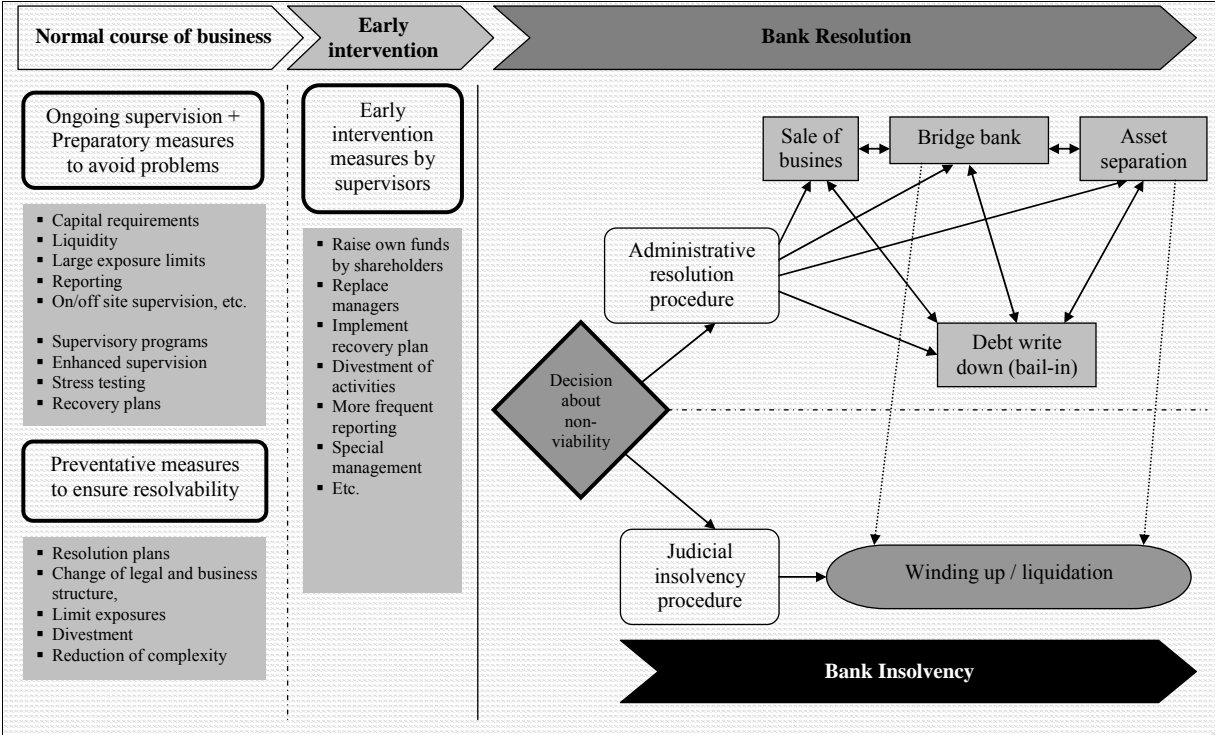 Normal course of business
Early
intervention
Bank Resolution
Ongoing supervision +
Preparatory measures
to avoid problems
▪ Capital requirements
▪ Liquidity
▪ Large exposure limits
▪ Reporting
▪ On/off site supervision, etc.
▪ Supervisory programs
▪ Enhanced supervision
▪ Stress testing
▪ Recovery plans
Preventative measures
to ensure resolvability
▪ Resolution plans
▪ Change of legal and business
structure,
▪ Limit exposures
▪ Divestment
▪ Reduction of complexity
Early
intervention
measures by
supervisors
▪ Raise own funds
by shareholders
▪ Replace
managers
▪ Implement
recovery plan
▪ Divestment of
activities
▪ More frequent
reporting
▪ Special
management
▪ Etc.
Decision
about
non-
viability
Administrative
resolution
procedure
Sale of
busines
Bridge bank
Asset
separation
Debt write
down (bail-in)
Judicial
insolvency
procedure
Winding up / liquidation
Bank Insolvency